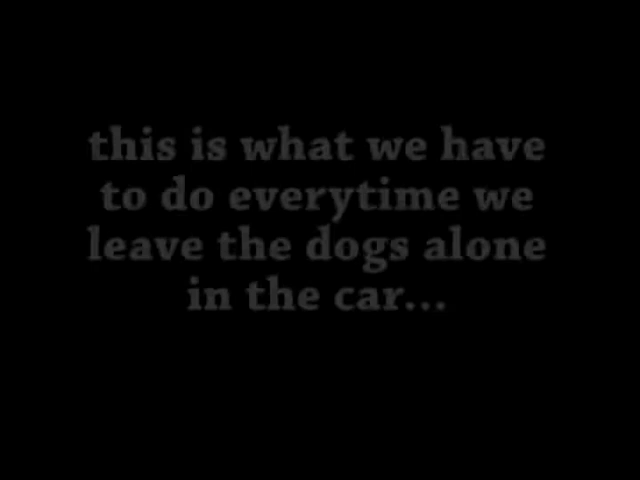 this is what we have
to do everytime we
leave the dogs alone
in the car...